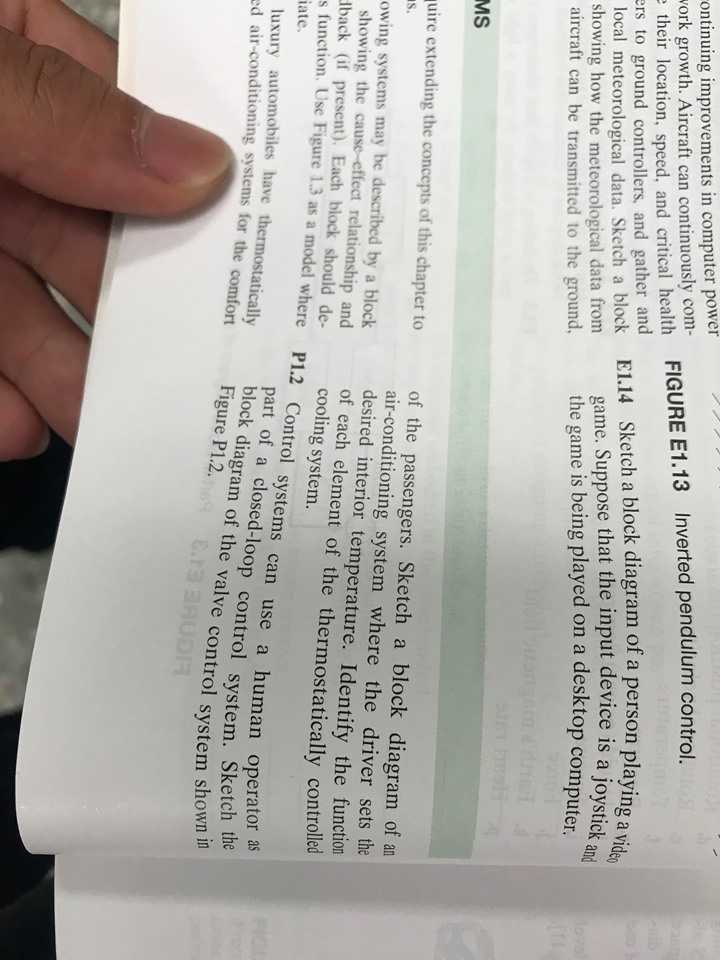 ontinuing improvements in computer power
work growth. Aircraft can continuously com-
e their location, speed, and critical health
ers to ground controllers, and gather and
local meteorological data. Sketch a block
showing how the meteorological data from
aircraft can be transmitted to the ground,
FIGURE E1.13 Inverted pendulum control.
E1.14 Sketch a block diagram of a person playing a video
game. Suppose that the input device is a joystick and
the game is being played on a desktop computer.
MS
quire extending the concepts of this chapter to
ns.
owing systems may be described by a block
showing the cause–effect relationship and
dback (if present). Each block should de-
s function. Use Figure 1.3 as a model where
iate.
luxury automobiles have thermostatically
ed air-conditioning systems for the comfort
of the passengers. Sketch a block diagram of an
air-conditioning system where the driver sets the
desired interior temperature. Identify the function
of each element of the thermostatically controlled
cooling system.
P1.2 Control systems can use a human operator as
part of a closed-loop control system. Sketch the
block diagram of the valve control system shown in
Figure P1.2.